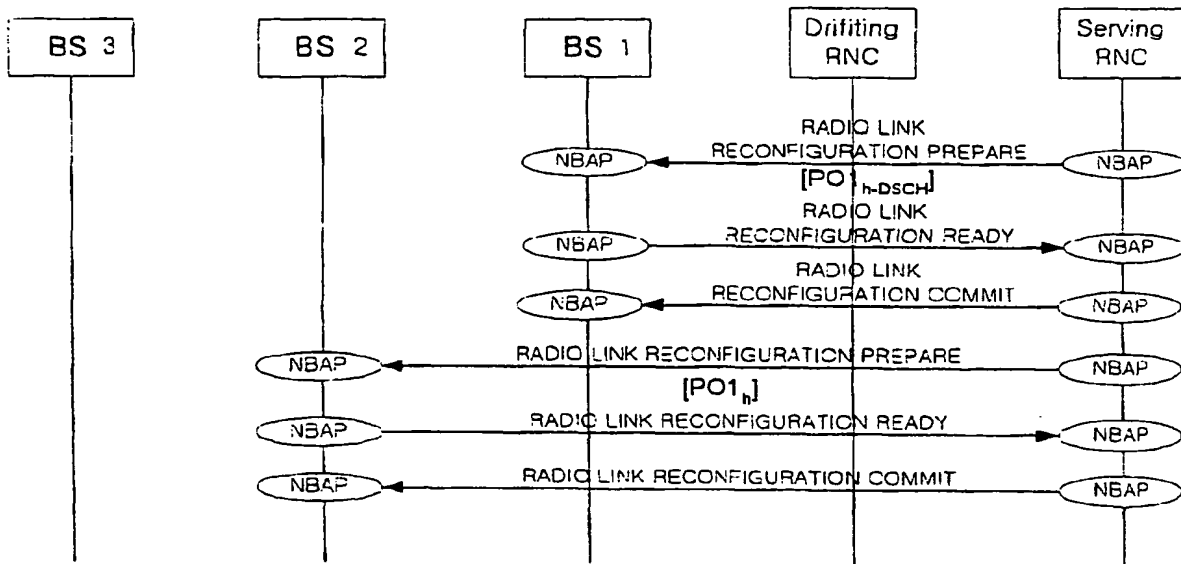 BS 3
BS 2
BS 1
Drifiting
RNC
Serving
RNC
RADIO LINK
NBAP
RECONFIGURATION PREPARE
NBAP
[PO1h-DSCH]
RADIO LINK
NBAP
RECONFIGURATION READY
NBAP
RADIO LINK
NBAP
RECONFIGURATION COMMIT
NBAP
NBAP
RADIO LINK RECONFIGURATION PREPARE
NBAP
[PO1h]
NBAP
RADIO LINK RECONFIGURATION READY
NBAP
NBAP
RADIO LINK RECONFIGURATION COMMIT
NBAP